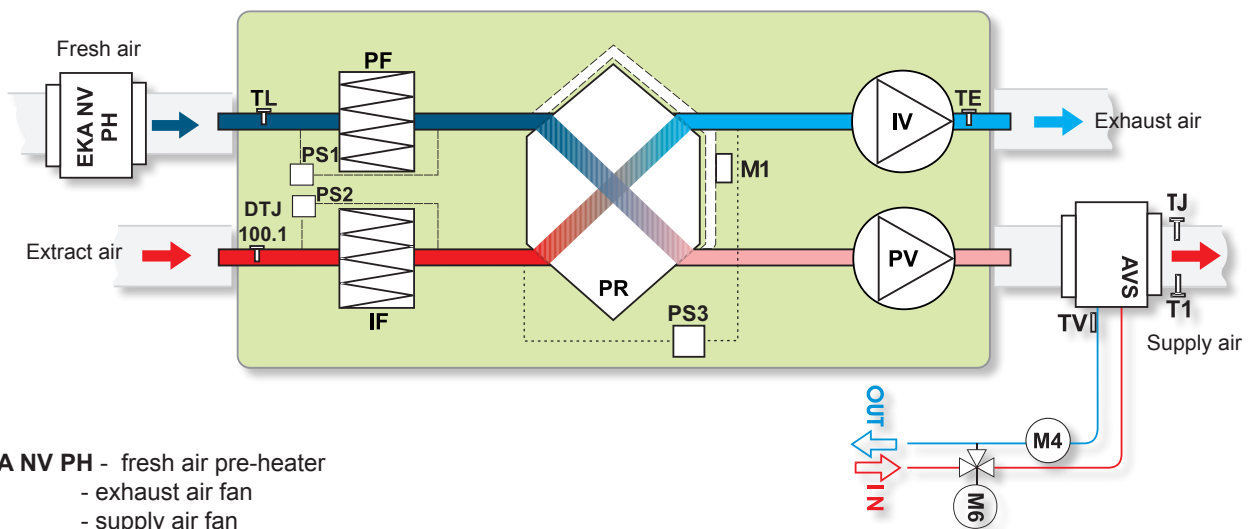 Fresh air
EKA NV
PH
TL
PF
PS1
PS2
DTJ
100.1
Extract air
IF
PR
M1
PS3
IV
TE
Exhaust air
PV
AVS
TJ
T1
TV
Supply air
OUT
IN
M4
M6
A NV PH - fresh air pre-heater
- exhaust air fan
- supply air fan